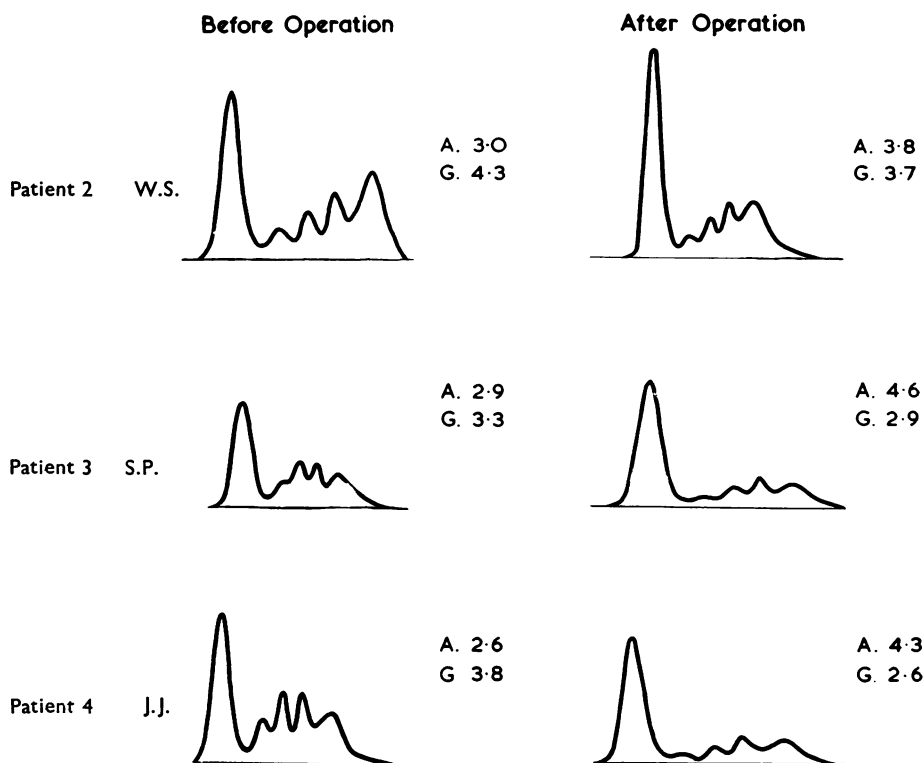 Before Operation
After Operation
Patient 2 W.S.
A. 3·0
G. 4·3
A. 3·8
G. 3·7
Patient 3 S.P.
A. 2·9
G. 3·3
A. 4·6
G. 2·9
Patient 4 J.J.
A. 2·6
G 3·8
A. 4·3
G. 2·6